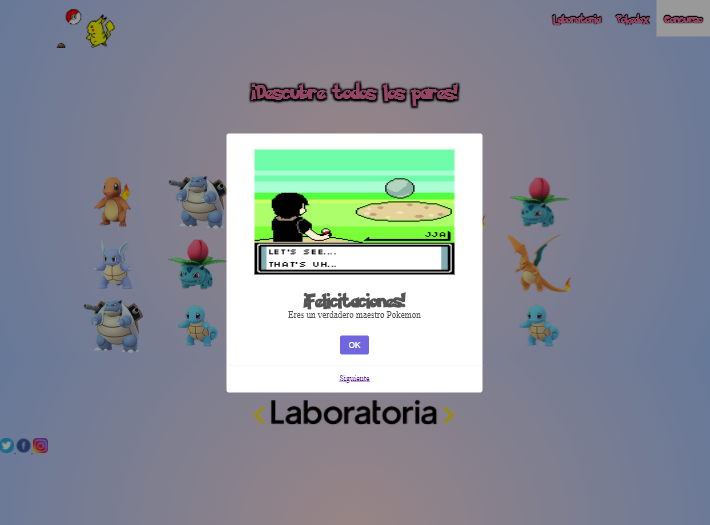 Laboratoria Pokedex Concurso
¡Descubre todos los pares!
JJA
LET'S SEE....
THAT'S UH...
¡Felicitaciones!
Eres un verdadero maestro Pokemon
OK
Siguiente
< Laboratoria >